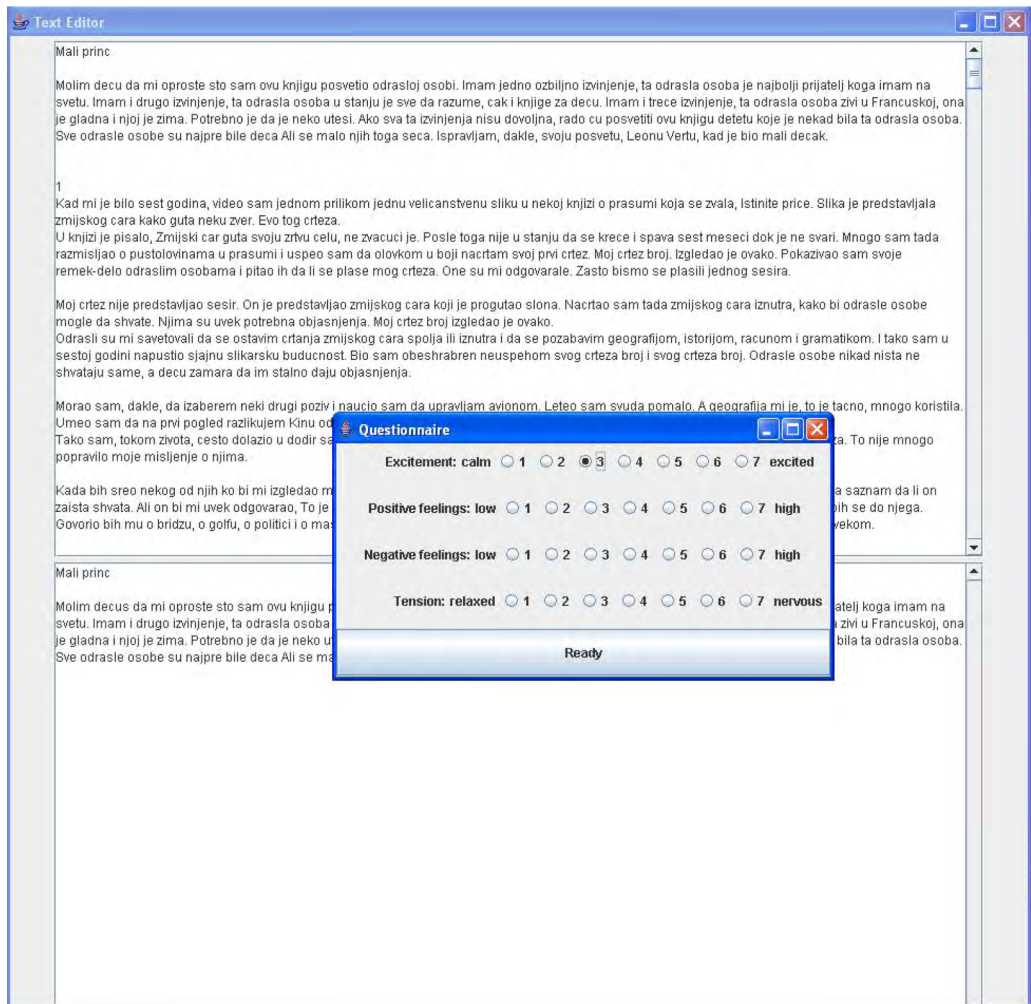 Text Editor
Mali princ
Molim decu da mi oproste sto sam ovu knjigu posvetio odrasloj osobi. Imam jedno ozbiljno izvinjenje, ta odrasla osoba je najbolji prijatelj koga imam na
svetu. Imam i drugo izvinjenje, ta odrasla osoba u stanju je sve da razume, cak i knjige za decu. Imam i trece izvinjenje, ta odrasla osoba zivi u Francuskoj, ona
je gladna i njoj je zima. Potrebno je da je neko utesi. Ako sva ta izvinjenja nisu dovoljna, rado cu posvetiti ovu knjigu detetu koje je nekad bila ta odrasla osoba.
Sve odrasle osobe su najpre bile deca Ali se malo njih toga seca. Ispravljam, dakle, svoju posvetu, Leonu Vertu, kad je bio mali decak.
1
Kad mi je bilo sest godina, video sam jednom prilikom jednu velicanstvenu sliku u nekoj knjizi o prasumi koja se zvala, Istinite price. Slika je predstavljala
zmijskog cara kako guta neku zver. Evo tog crteza.
U knjizi je pisalo, Zmijski car guta svoju zrtvu celu, ne zvacuci je. Posle toga nije u stanju da se krece i spava sest meseci dok je ne svari. Mnogo sam tada
razmisljao o pustolovinama u prasumi i uspeo sam da olovkom u boji nacrtam svoj prvi crtez. Moj crtez broj. Izgledao je ovako. Pokazivao sam svoje
remek-delo odraslim osobama i pitao ih da li se plase mog crteza. One su mi odgovarale. Zasto bismo se plasili jednog sesira.
Moj crtez nije predstavljao sesir. On je predstavljao zmijskog cara koji je progutao slona. Nacrtao sam tada zmijskog cara iznutra, kako bi odrasle osobe
mogle da shvate. Njima su uvek potrebna objasnjenja. Moj crtez broj izgledao je ovako.
Odrasli su mi savetovali da se ostavim crtanja zmijskog cara spolja ili iznutra i da se pozabavim geografijom, istorijom, racunom i gramatikom. I tako sam u
sestoj godini napustio sjajnu slikarsku buducnost. Bio sam obeshrabren neuspehom svog crteza broj i svog crteza broj. Odrasle osobe nikad nista ne
shvataju same, a decu zamara da im stalno daju objasnjenja.
Morao sam, dakle, da izaberem neki drugi poziv i naucio sam da upravljam avionom. Leteo sam svuda pomalo. A geografija mi je, to je tacno, mnogo koristila.
Umeo sam da na prvi pogled razlikujem Kinu od
Tako sam, tokom zivota, cesto dolazio u dodir sa za. To nije mnogo
popravilo moje misljenje o njima.
Kada bih sreo nekog od njih ko bi mi izgledao m a saznam da li on
zaista shvata. Ali on bi mi uvek odgovarao, To je bih se do njega.
Govorio bih mu o bridzu, o golfu, o politici i o mas vekom.
Questionnaire
Excitement: calm 1 2 3 4 5 6 7 excited
Positive feelings: low 1 2 3 4 5 6 7 high
Negative feelings: low 1 2 3 4 5 6 7 high
Tension: relaxed 1 2 3 4 5 6 7 nervous
Ready
Mali princ
Molim decus da mi oproste sto sam ovu knjigu p atelj koga imam na
svetu. Imam i drugo izvinjenje, ta odrasla osoba a zivi u Francuskoj, ona
je gladna i njoj je zima. Potrebno je da je neko u bila ta odrasla osoba.
Sve odrasle osobe su najpre bile deca Ali se ma